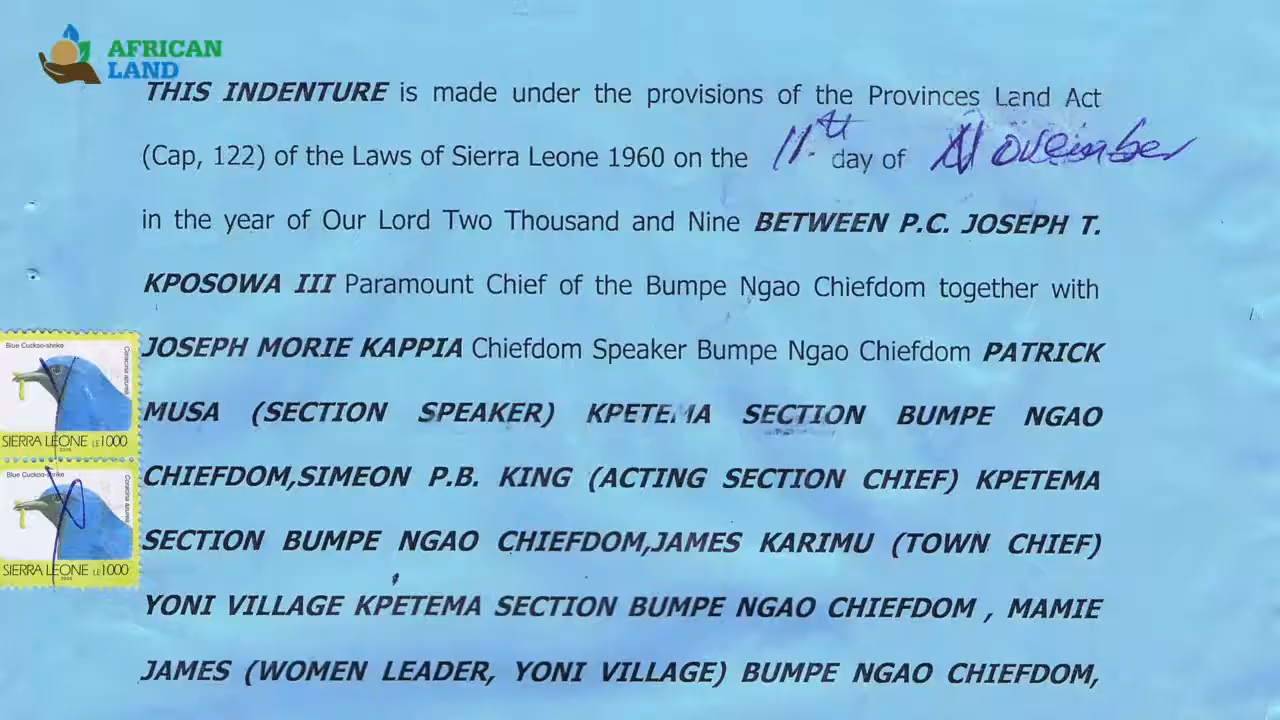 AFRICAN
LAND
THIS INDENTURE is made under the provisions of the Provinces Land Act
(Cap, 122) of the Laws of Sierra Leone 1960 on the 11.th day of November
in the year of Our Lord Two Thousand and Nine BETWEEN P.C. JOSEPH T.
KPOSOWA III Paramount Chief of the Bumpe Ngao Chiefdom together with
JOSEPH MORIE KAPPIA Chiefdom Speaker Bumpe Ngao Chiefdom PATRICK
MUSA (SECTION SPEAKER) KPETEMA SECTION BUMPE NGAO
CHIEFDOM,SIMEON P.B. KING (ACTING SECTION CHIEF) KPETEMA
SECTION BUMPE NGAO CHIEFDOM,JAMES KARIMU (TOWN CHIEF)
YONI VILLAGE KPETEMA SECTION BUMPE NGAO CHIEFDOM , MAMIE
JAMES (WOMEN LEADER, YONI VILLAGE) BUMPE NGAO CHIEFDOM,
Blue Cuckoo-shrike
SIERRA LEONE LE1000
Blue Cuckoo-shrike
SIERRA LEONE LE1000